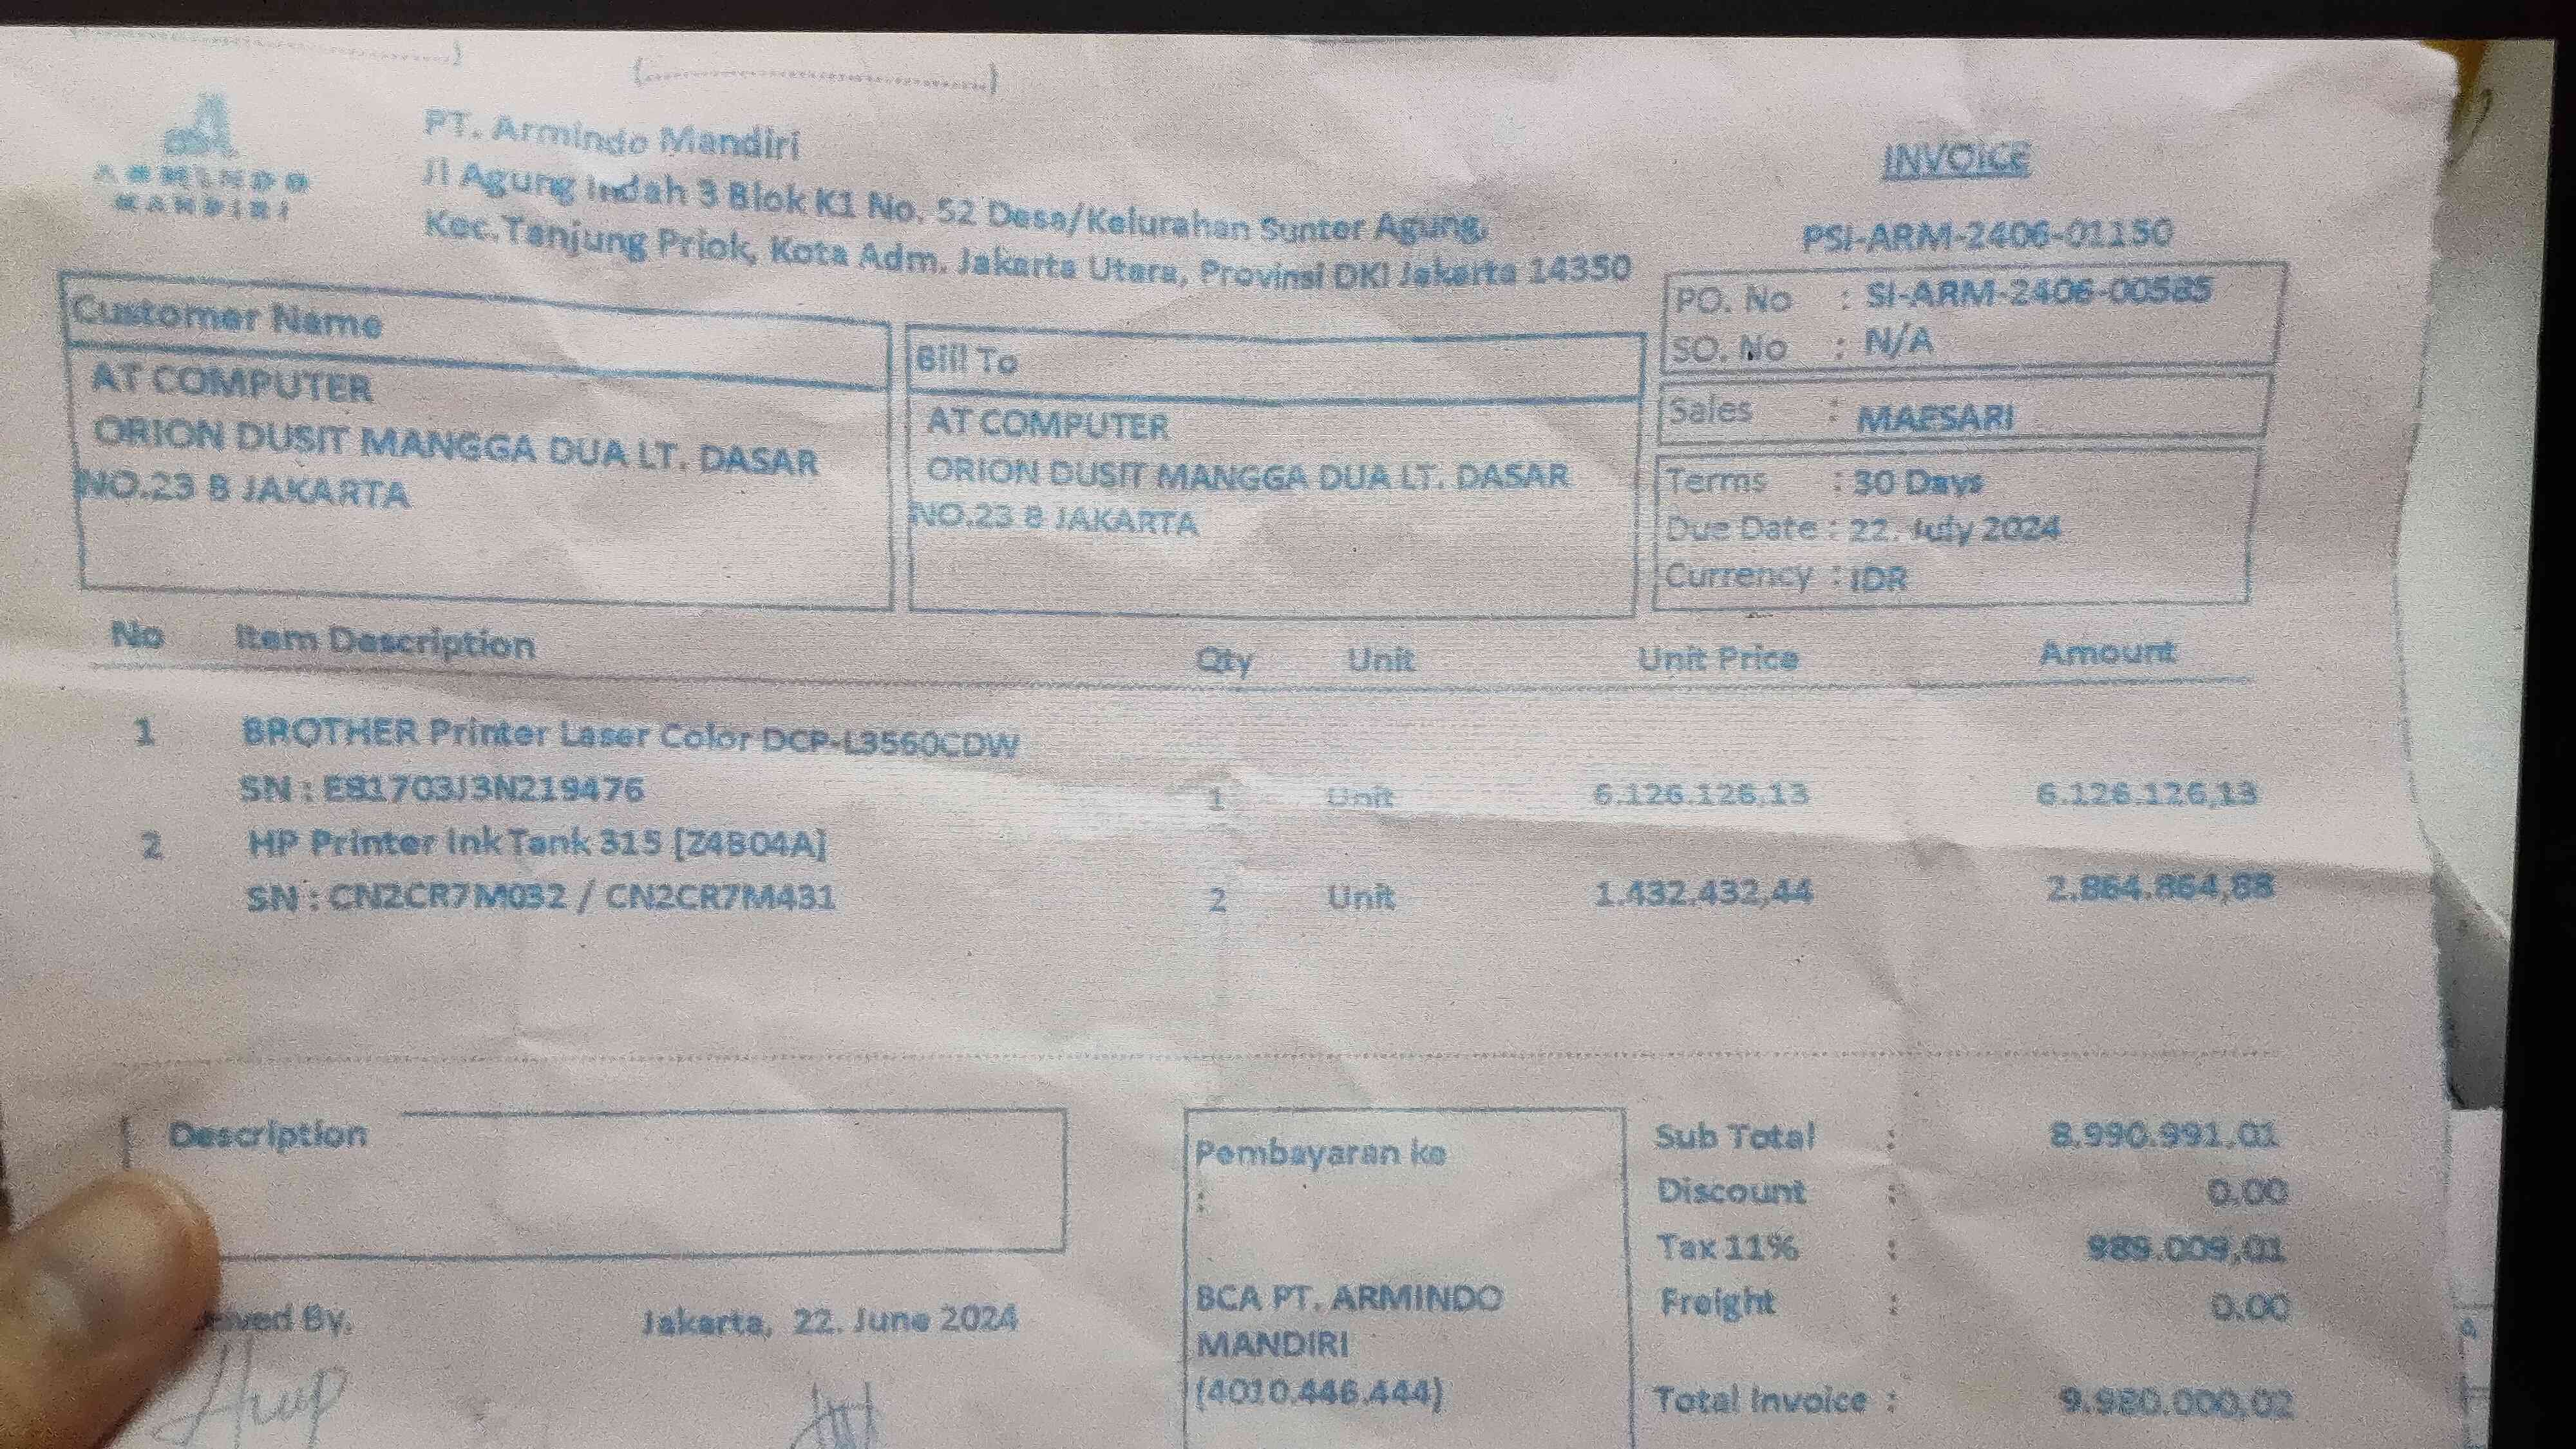 ARMINDO
MANDIRI
PT. Armindo Mandiri
Jl Agung Indah 3 Blok K1 No. 52 Desa/Kelurahan Sunter Agung,
Kec.Tanjung Priok, Kota Adm. Jakarta Utara, Provinsi DKI Jakarta 14350
INVOICE
PSI-ARM-2406-01150
PO. No : SI-ARM-2406-00585
SO. No : N/A
Sales : MAESARI
Terms : 30 Days
Due Date : 22. July 2024
Currency : IDR
Customer Name
AT COMPUTER
ORION DUSIT MANGGA DUA LT. DASAR
NO.23 B JAKARTA
Bill To
AT COMPUTER
ORION DUSIT MANGGA DUA LT. DASAR
NO.23 B JAKARTA
No Item Description Qty Unit Unit Price Amount
1 BROTHER Printer Laser Color DCP-L3560CDW
SN : E81703J3N219476 1 Unit 6.126.126,13 6.126.126,13
2 HP Printer Ink Tank 315 [Z4B04A]
SN : CN2CR7M032 / CN2CR7M431 2 Unit 1.432.432,44 2.864.864,88
Description
Pembayaran ke
:
BCA PT. ARMINDO
MANDIRI
(4010.446.444)
Sub Total : 8.990.991,01
Discount : 0.00
Tax 11% : 989.009,01
Freight : 0.00
Total Invoice : 9.980.000,02
By,
Jakarta, 22. June 2024